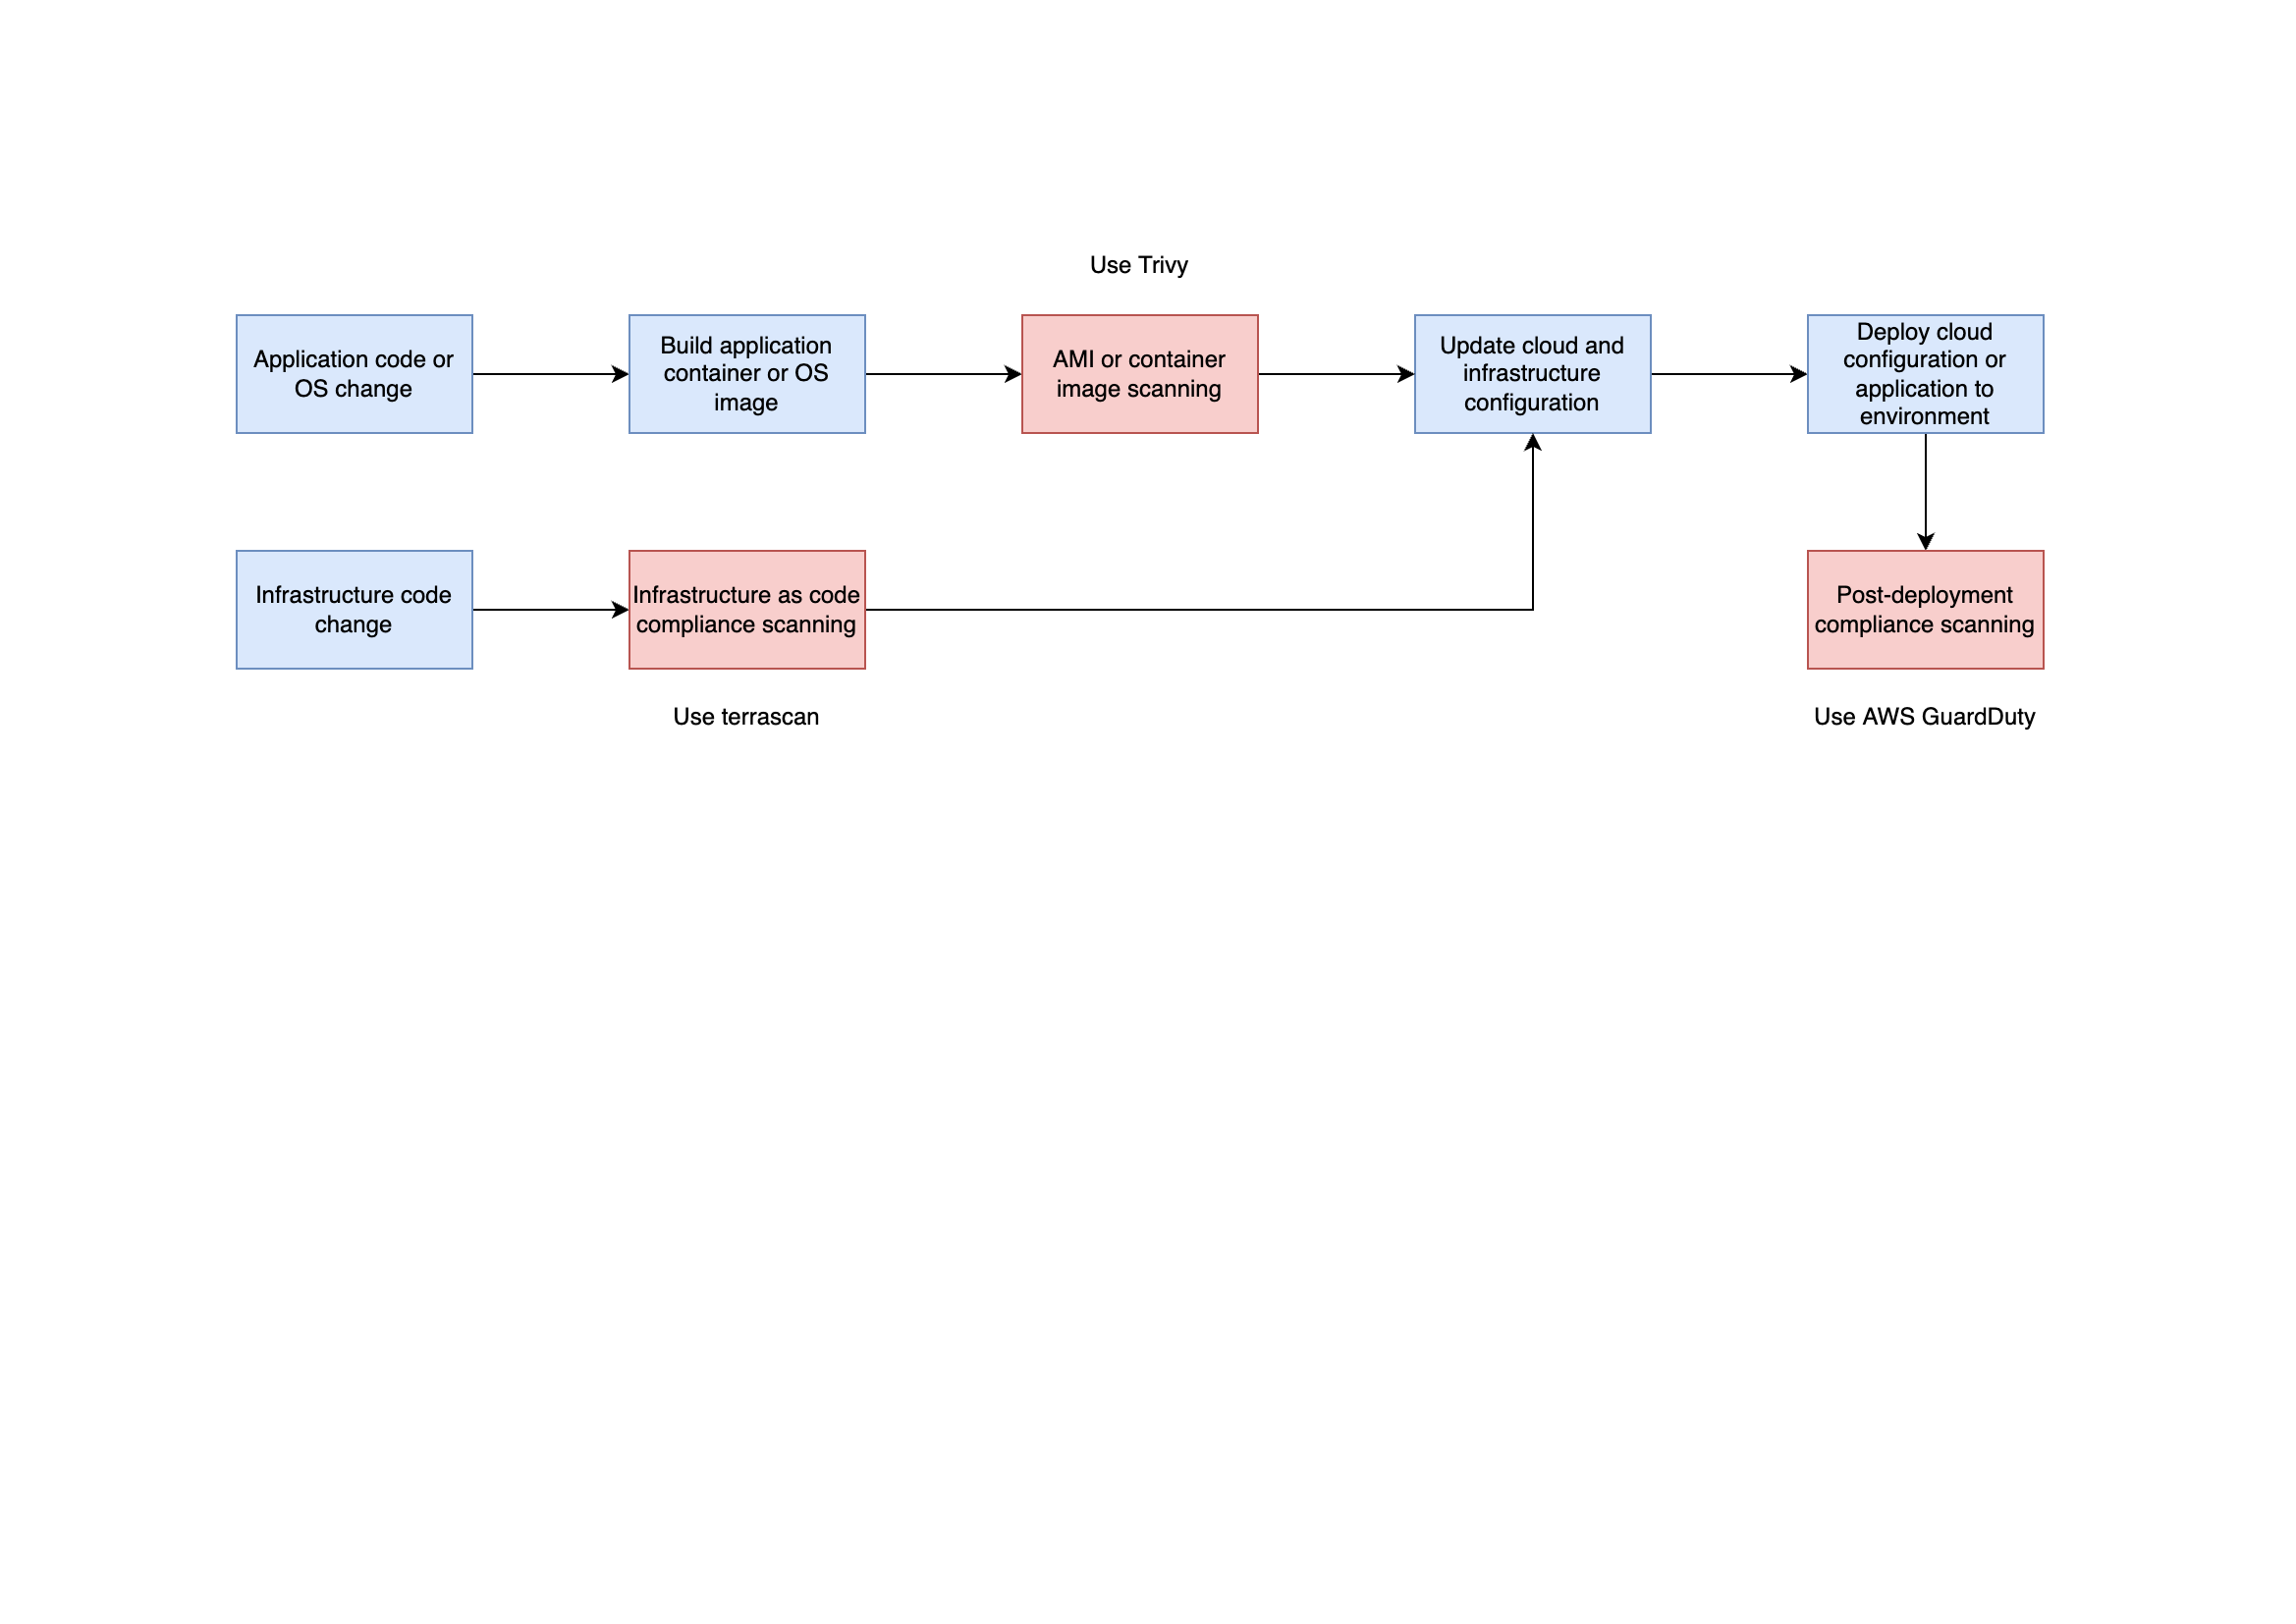 Use Trivy
Application code or
OS change
Build application
container or OS
image
AMI or container
image scanning
Update cloud and
infrastructure
configuration
Deploy cloud
configuration or
application to
environment
Infrastructure code
change
Infrastructure as code
compliance scanning
Post-deployment
compliance scanning
Use terrascan
Use AWS GuardDuty